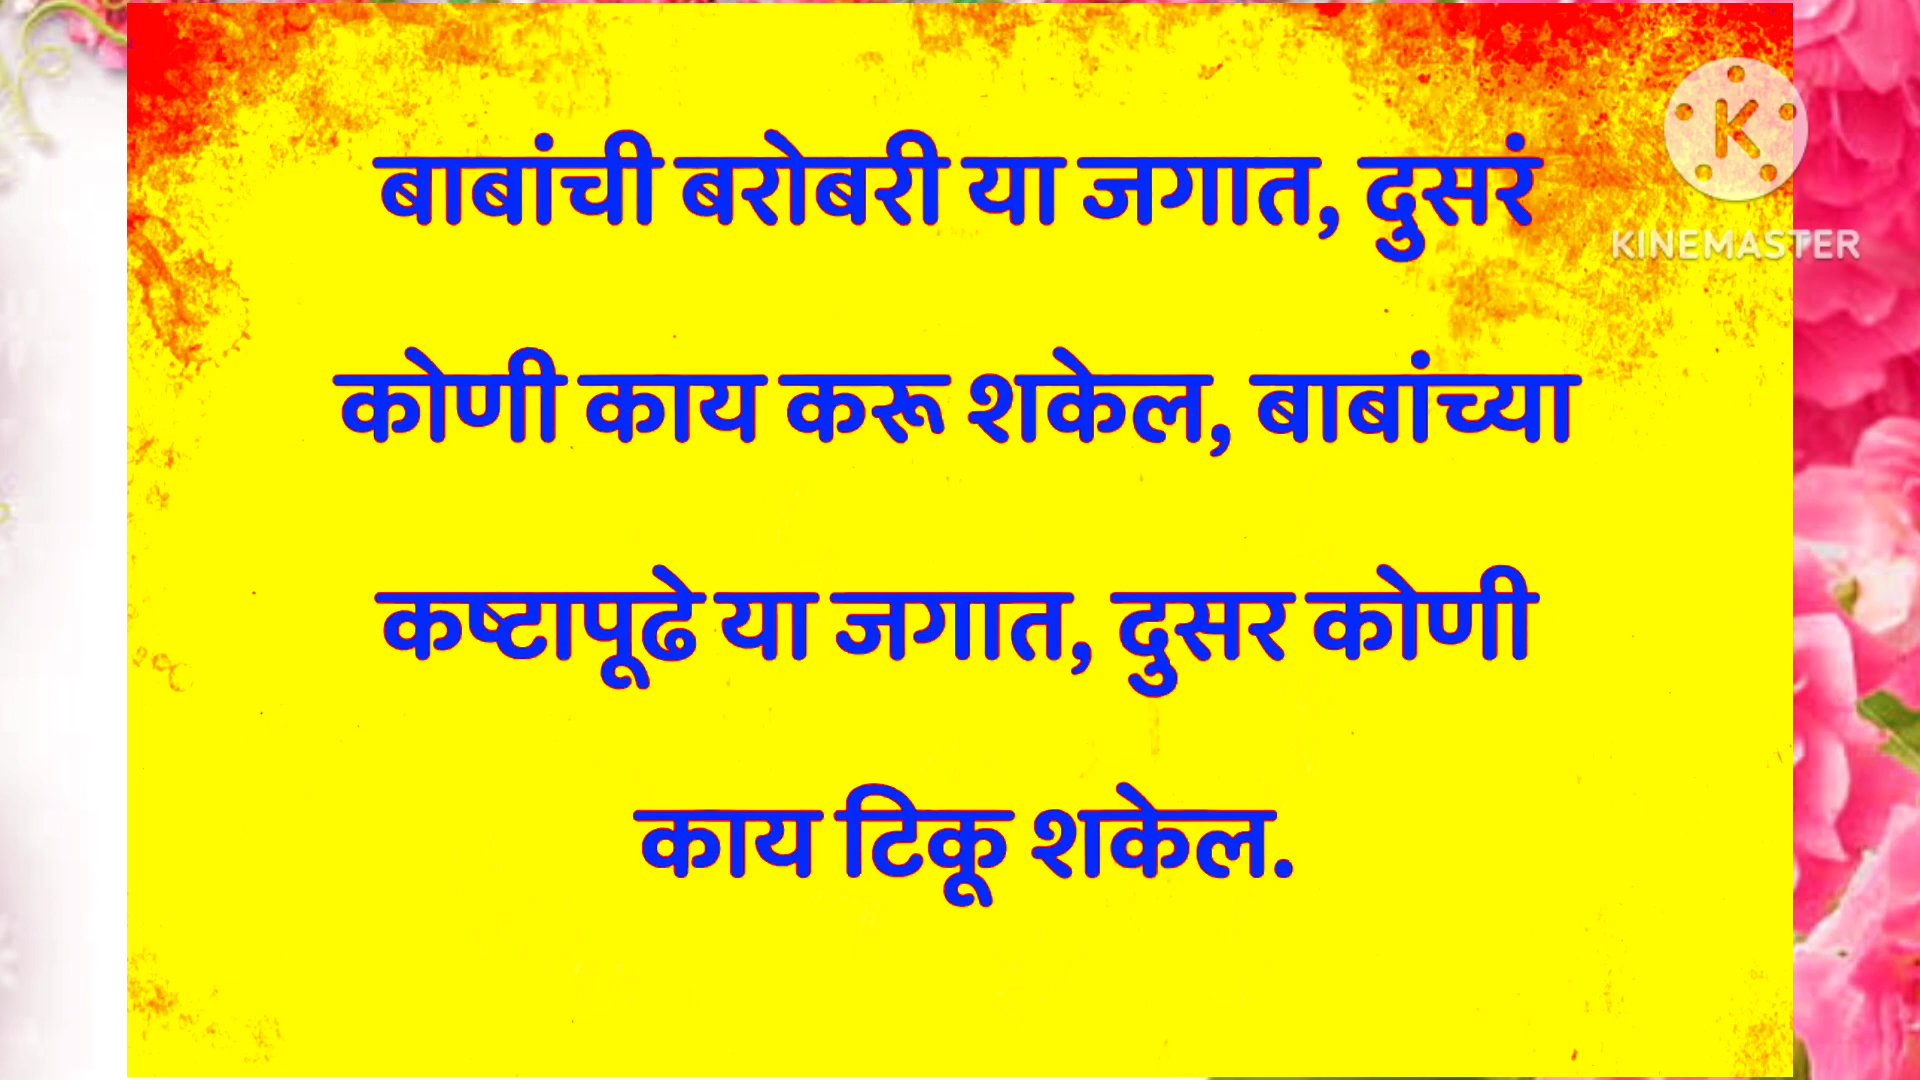 बाबांची बरोबरी या जगात, दुसरं
कोणी काय करू शकेल, बाबांच्या
कष्टापूढे या जगात, दुसर कोणी
काय टिकू शकेल.
K
KINEMASTER